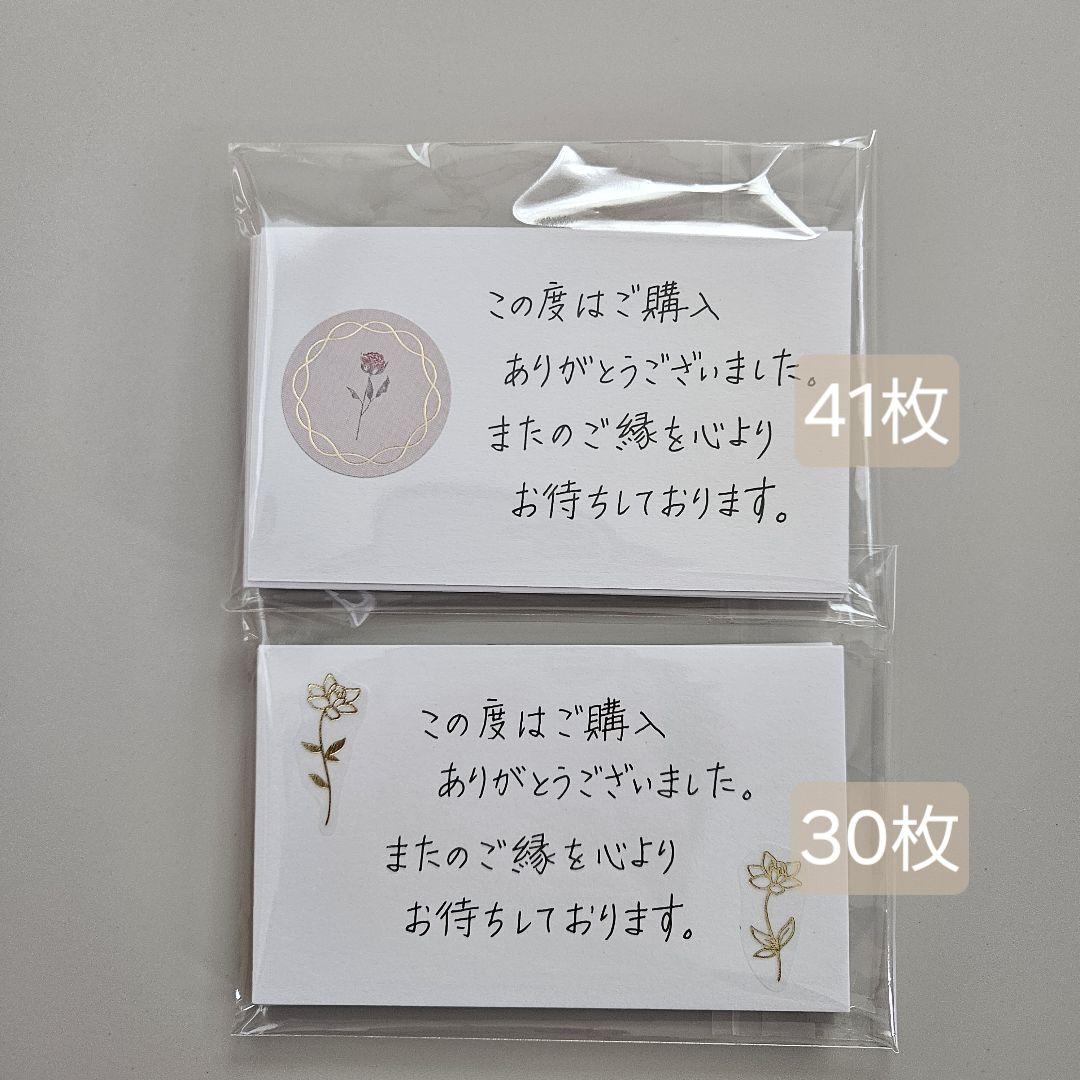 この度はご購入
ありがとうございました。
またのご縁を心より
お待ちしております。
41枚
この度はご購入
ありがとうございました。
またのご縁を心より
お待ちしております。
30枚